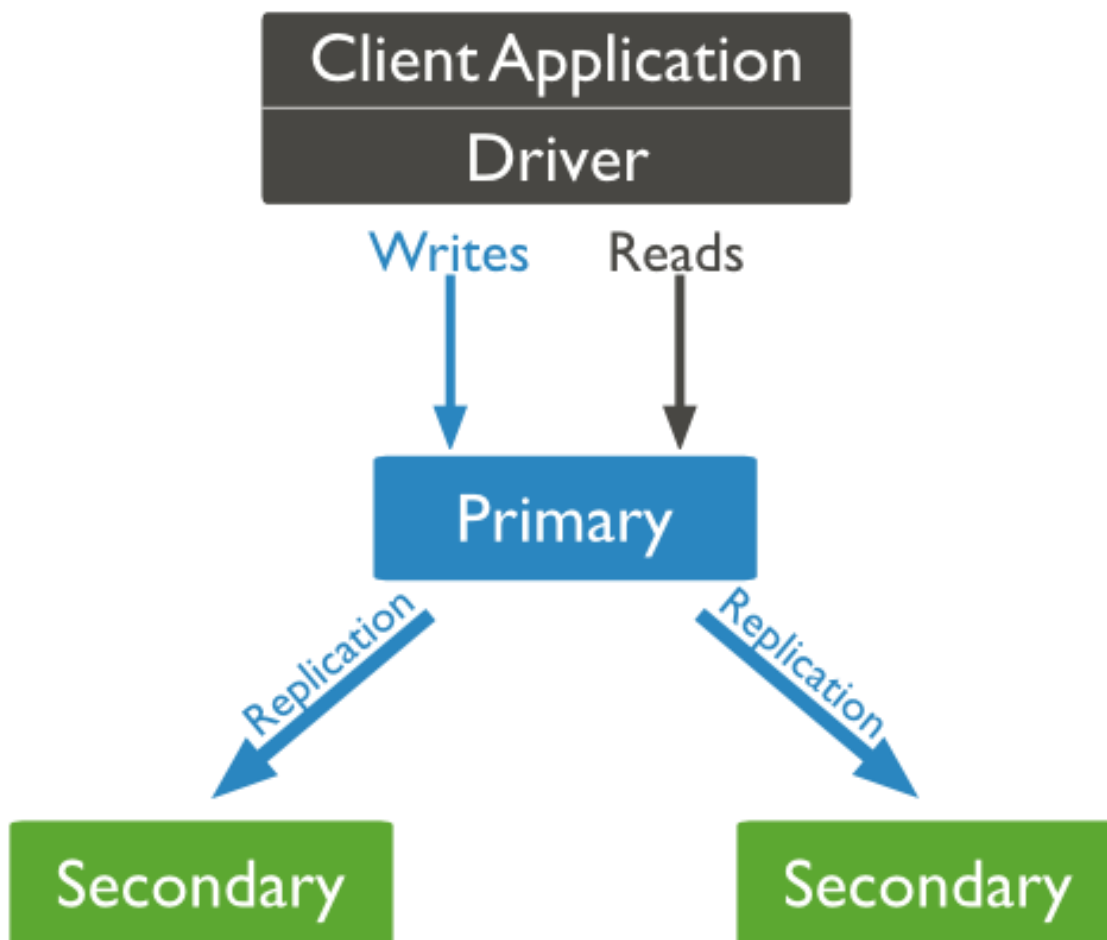 Client Application
Driver
Writes Reads
Primary
Replication Replication
Secondary Secondary